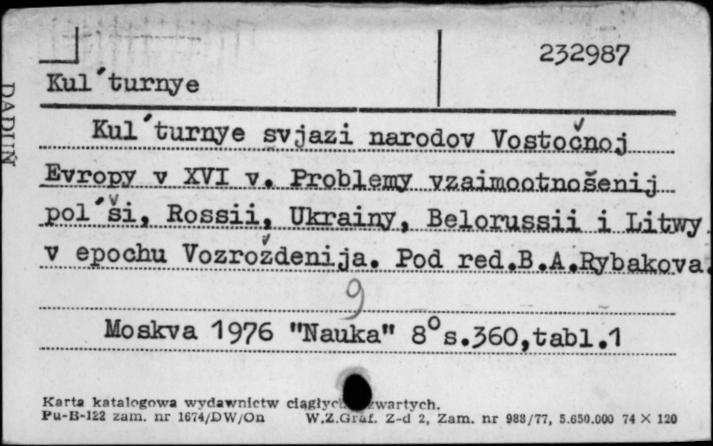 232987
Kul´turnye
DADUŃ
Kul´turnye svjazi narodov Vostočnoj
Evropy v XVI v. Problemy vzaimootnošenij
pol´ši, Rossii, Ukrainy, Belorussii i Litwy
v epochu Vozroždenija. Pod red.B.A.Rybakova.
9
Moskva 1976 "Nauka" 8° s.360,tabl.1
Karta katalogowa wydawnictw zwartych.
Pu-B-122 zam. nr 1674/DW/On W.Z.Graf. Z-d 2, Zam. nr 988/77, 5.650.000 74 × 120